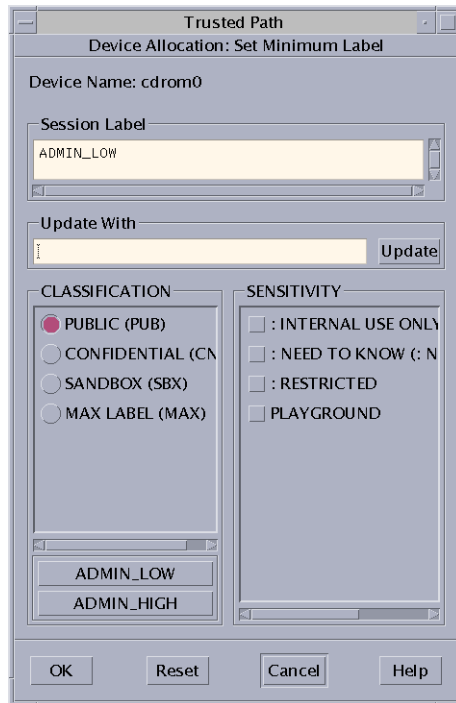 Trusted Path
Device Allocation: Set Minimum Label
Device Name: cdrom0
Session Label
ADMIN_LOW
Update With
Update
CLASSIFICATION
PUBLIC (PUB)
CONFIDENTIAL (CN
SANDBOX (SBX)
MAX LABEL (MAX)
ADMIN_LOW
ADMIN_HIGH
SENSITIVITY
: INTERNAL USE ONLY
: NEED TO KNOW (: N
: RESTRICTED
PLAYGROUND
OK Reset Cancel Help